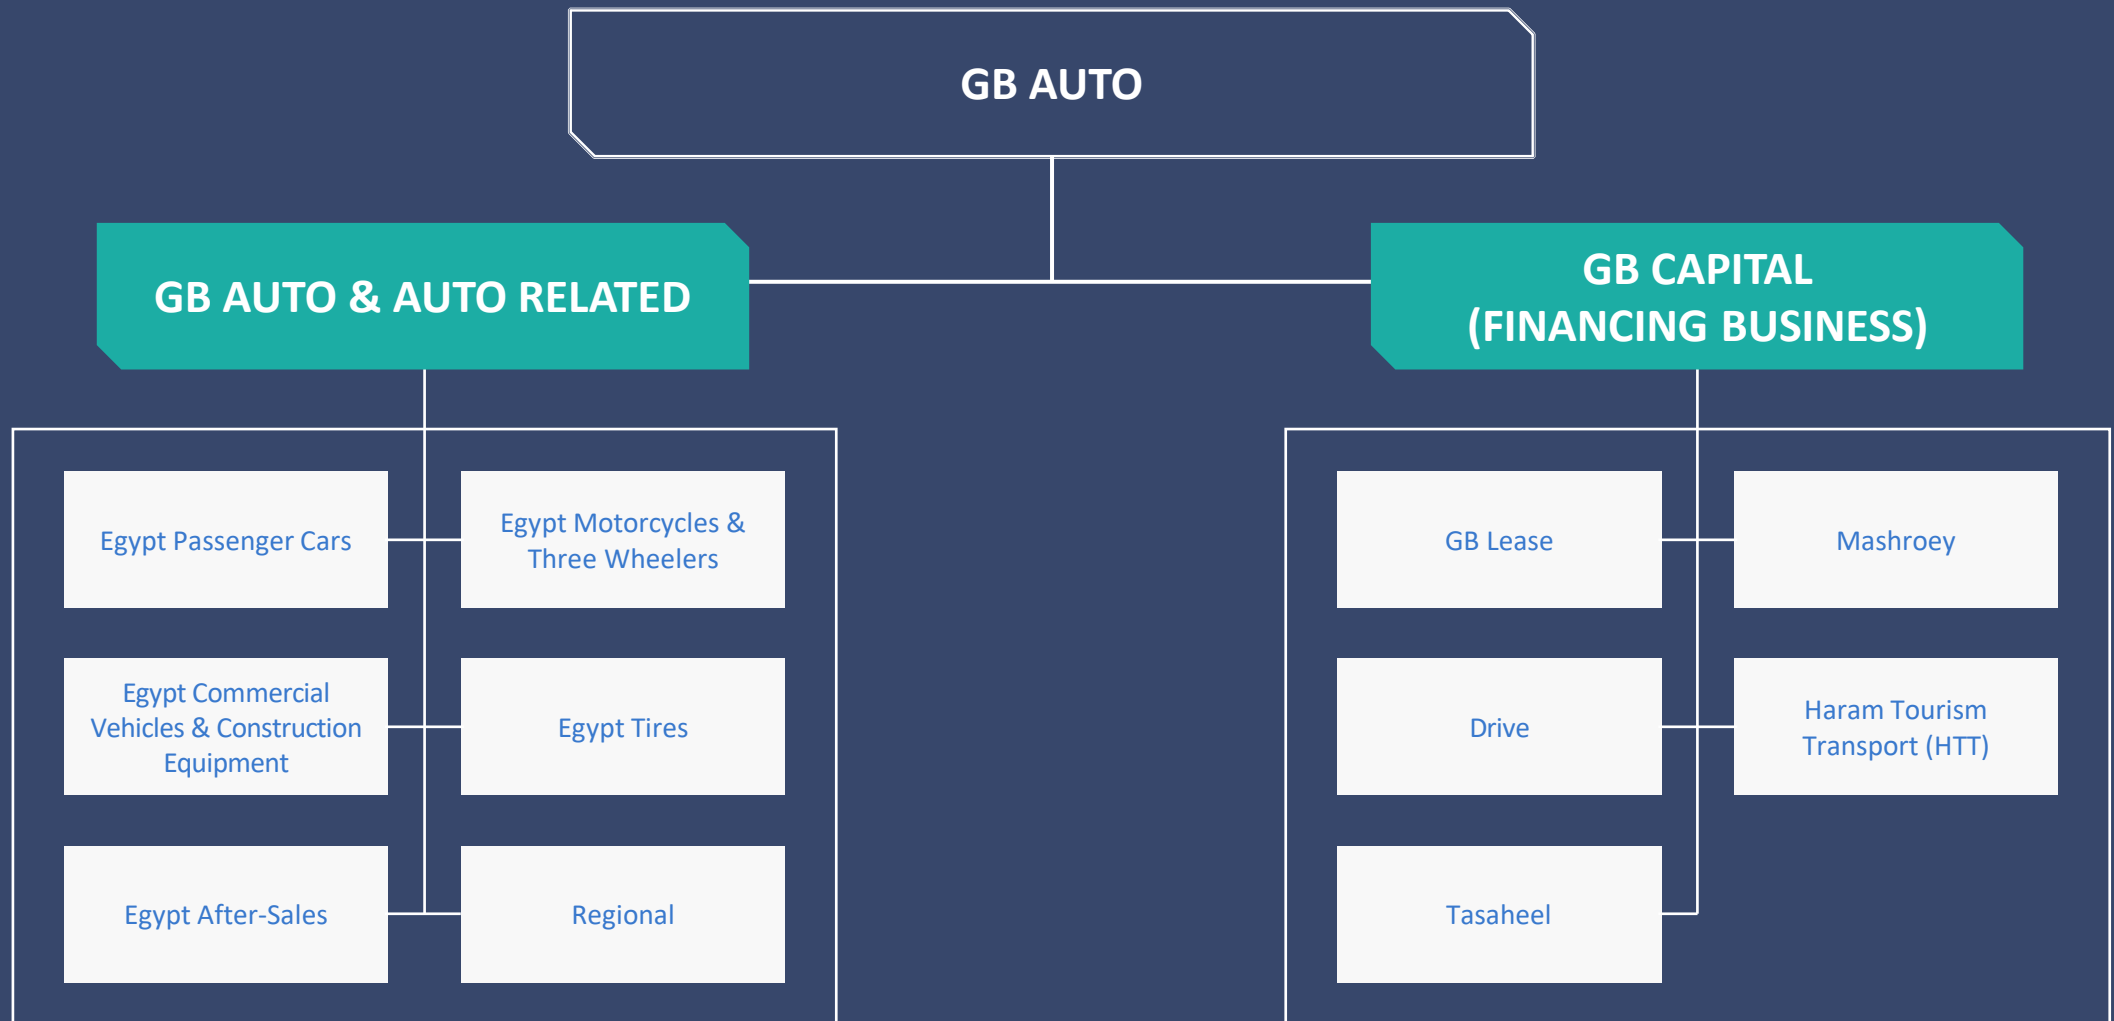 GB AUTO
GB AUTO & AUTO RELATED
GB CAPITAL
(FINANCING BUSINESS)
Egypt Passenger Cars
Egypt Motorcycles &
Three Wheelers
Egypt Commercial
Vehicles & Construction
Equipment
Egypt Tires
Egypt After-Sales
Regional
GB Lease
Mashroey
Drive
Haram Tourism
Transport (HTT)
Tasaheel